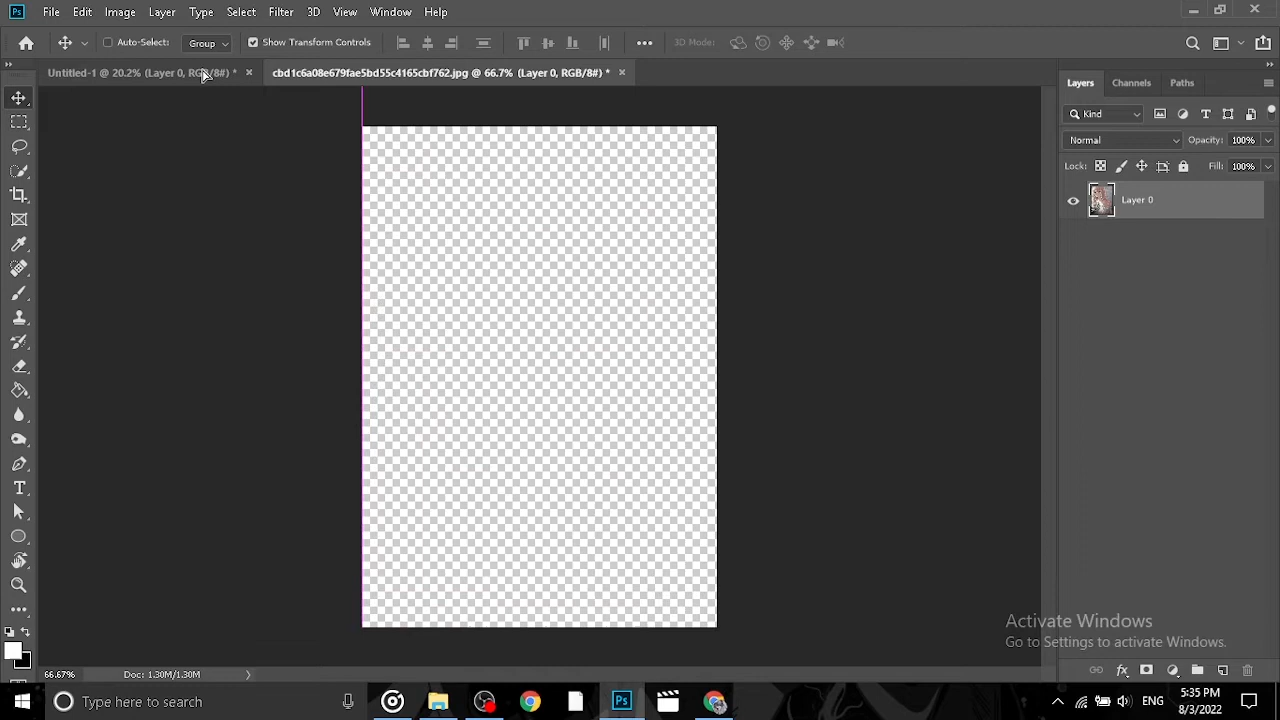 Ps File Edit Image Layer Type Select Filter 3D View Window Help
Auto-Select: Group Show Transform Controls 3D Mode:
Untitled-1 @ 20.2% (Layer 0, RGB/8#) * × cbd1c6a08e679fae5bd55c4165cbf762.jpg @ 66.7% (Layer 0, RGB/8#) * ×
Layers Channels Paths
Kind
Normal Opacity: 100%
Lock: Fill: 100%
Layer 0
Activate Windows
Go to Settings to activate Windows.
66.67% Doc: 1.30M/1.30M
Type here to search
Ps
ENG
5:35 PM
8/3/2022